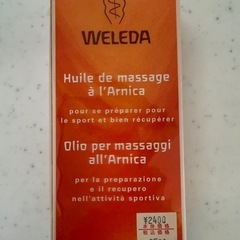 WELEDA
Huile de massage
à l'Arnica
pour se préparer pour
le sport et bien récupérer
Olio per massaggi
all'Arnica
per la preparazione
e il recupero
nell'attività sportiva
¥2400